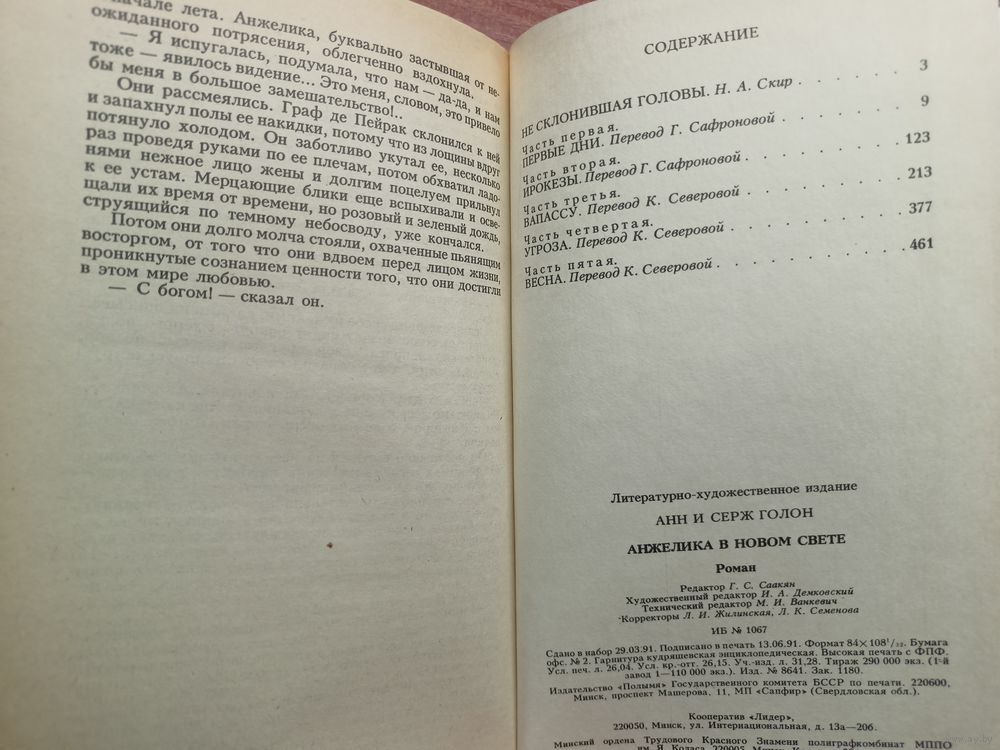 начале лета. Анжелика, буквально застывшая от не-
ожиданного потрясения, облегченно вздохнула.
— Я испугалась, подумала, что нам — да-да, и нам
тоже — явилось видение... Это меня, словом, это привело
бы меня в большое замешательство!..
Они рассмеялись. Граф де Пейрак склонился к ней
и запахнул полы ее накидки, потому что из лощины вдруг
потянуло холодом. Он заботливо укутал ее, несколько
раз проведя руками по ее плечам, потом обхватил ладо-
нями нежное лицо жены и долгим поцелуем прильнул
к ее устам. Мерцающие блики еще вспыхивали и осве-
щали их время от времени, но розовый и зеленый дождь,
струящийся по темному небосводу, уже кончался.
Потом они долго молча стояли, охваченные пьянящим
восторгом, от того что они вдвоем перед лицом жизни,
проникнутые сознанием ценности того, что они достигли
в этом мире любовью.
— С богом! — сказал он.
СОДЕРЖАНИЕ
НЕ СКЛОНИВШАЯ ГОЛОВЫ. Н. А. Скир . . . . . . 3
Часть первая.
ПЕРВЫЕ ДНИ. Перевод Г. Сафроновой . . . . . . 9
Часть вторая.
ИРОКЕЗЫ. Перевод Г. Сафроновой . . . . . . 123
Часть третья.
ВАПАССУ. Перевод К. Северовой . . . . . . 213
Часть четвертая.
УГРОЗА. Перевод К. Северовой . . . . . . 377
Часть пятая.
ВЕСНА. Перевод К. Северовой . . . . . . 461
Литературно-художественное издание
АНН И СЕРЖ ГОЛОН
АНЖЕЛИКА В НОВОМ СВЕТЕ
Роман
Редактор Г. С. Саакян
Художественный редактор И. А. Демковский
Технический редактор М. И. Ванкевич
Корректоры Л. И. Жилинская, Л. К. Семенова
ИБ № 1067
Сдано в набор 29.03.91. Подписано в печать 13.06.91. Формат 84×108¹/₃₂. Бумага
офс. № 2. Гарнитура кудряшевская энциклопедическая. Высокая печать с ФПФ.
Усл. печ. л. 26,04. Усл. кр.-отт. 26,15. Уч.-изд. л. 31,28. Тираж 290 000 экз. (1-й
завод 1—110 000 экз.). Изд. № 8641. Зак. 1180.
Издательство «Полымя» Государственного комитета БССР по печати. 220600,
Минск, проспект Машерова, 11, МП «Сапфир» (Свердловская обл.).
Кооператив «Лидер»,
220050, Минск, ул Интернациональная, д. 13а—20б.
Минский ордена Трудового Красного Знамени полиграфкомбинат МППО
им. Я. Коласа. 220005, Минск,